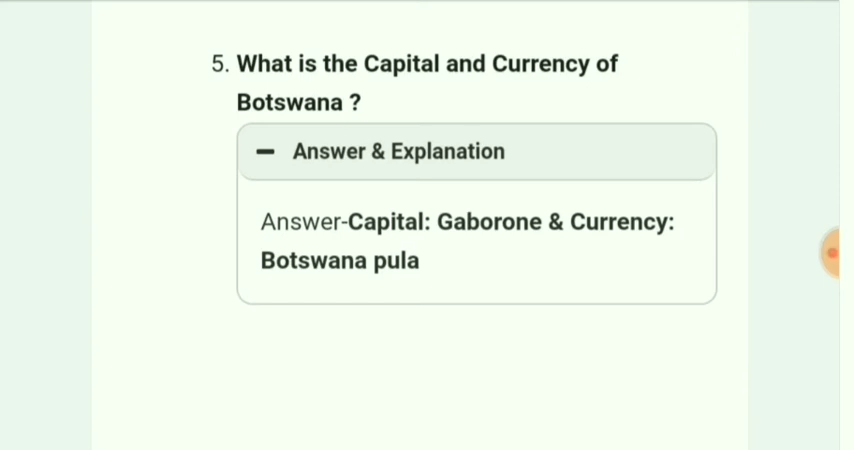 5. What is the Capital and Currency of
Botswana ?
Answer & Explanation
Answer-Capital: Gaborone & Currency:
Botswana pula